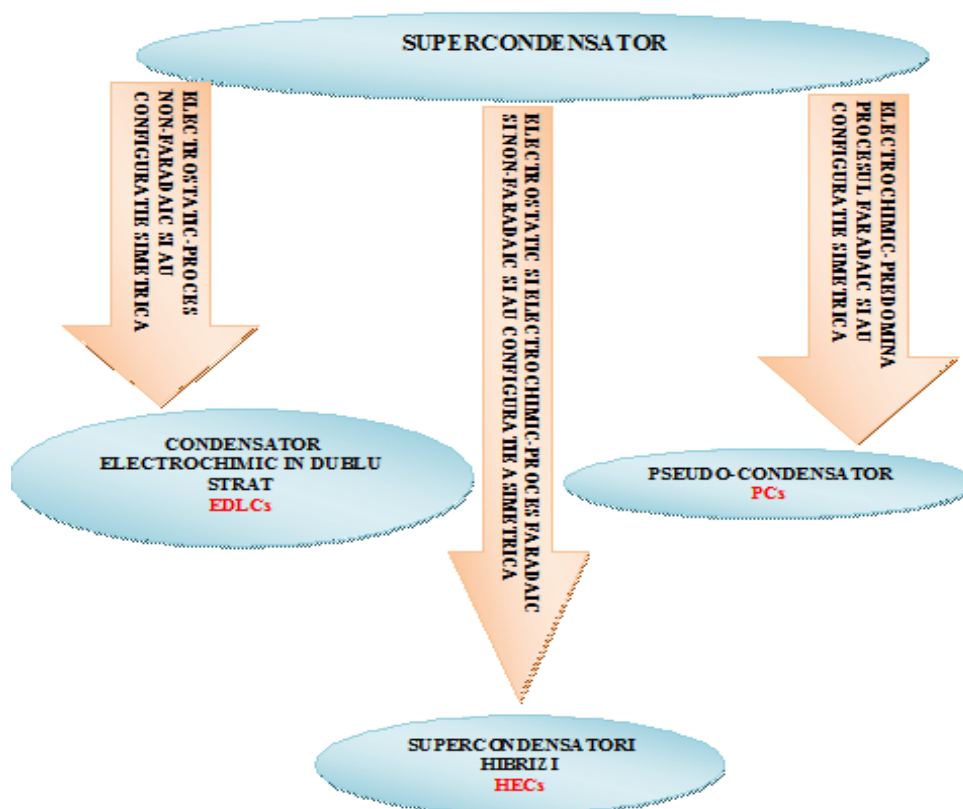 SUPERCONDENSATOR
ELECTROSTATIC-PROCES
NON-FARADAIC SI AU
CONFIGURATIE SIMETRICA
ELECTROSTATIC SI ELECTROCHIMIC-PROCES FARADAIC
SI NON-FARADAIC SI AU CONFIGURATIE ASIMETRICA
ELECTROCHIMIC-PREDOMINA
PROCESUL FARADAIC SI AU
CONFIGURATIE SIMETRICA
CONDENSATOR
ELECTROCHIMIC IN DUBLU
STRAT
EDLCs
PSEUDO-CONDENSATOR
PCs
SUPERCONDENSATORI
HIBRIZI
HECs